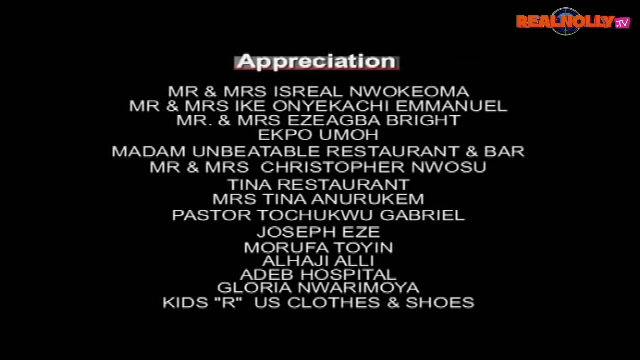 REALNOLLY TV
Appreciation
MR & MRS ISREAL NWOKEOMA
MR & MRS IKE ONYEKACHI EMMANUEL
MR. & MRS EZEAGBA BRIGHT
EKPO UMOH
MADAM UNBEATABLE RESTAURANT & BAR
MR & MRS CHRISTOPHER NWOSU
TINA RESTAURANT
MRS TINA ANURUKEM
PASTOR TOCHUKWU GABRIEL
JOSEPH EZE
MORUFA TOYIN
ALHAJI ALLI
ADEB HOSPITAL
GLORIA NWARIMOYA
KIDS "R" US CLOTHES & SHOES